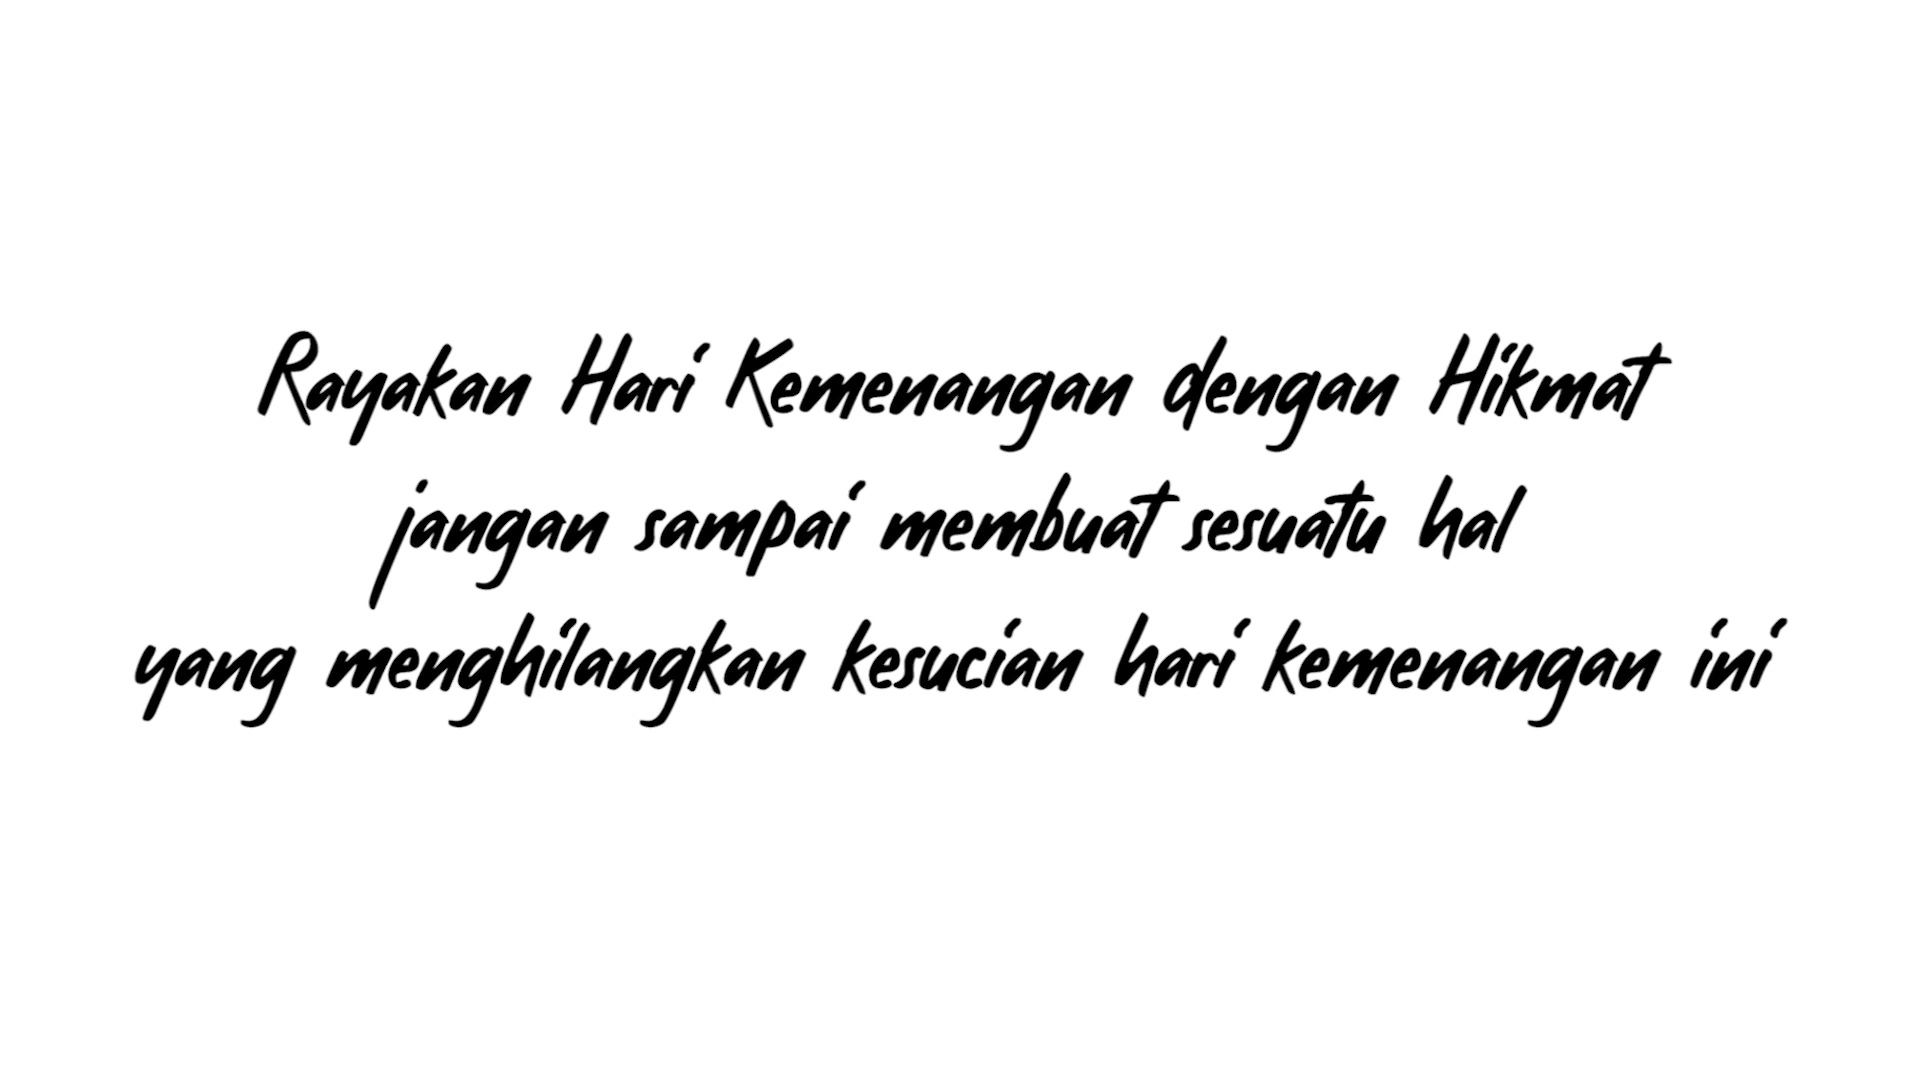 Rayakan Hari Kemenangan dengan Hikmat
jangan sampai membuat sesuatu hal
yang menghilangkan kesucian hari kemenangan ini